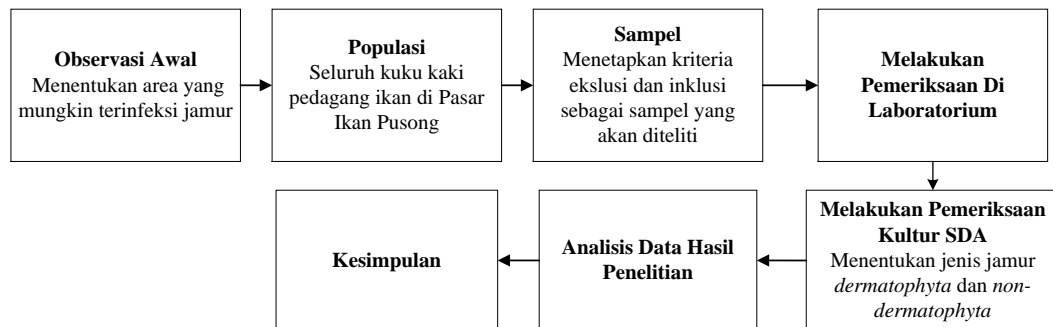 Observasi Awal
Menentukan area yang
mungkin terinfeksi jamur
Populasi
Seluruh kuku kaki
pedagang ikan di Pasar
Ikan Pusong
Sampel
Menetapkan kriteria
ekslusi dan inklusi
sebagai sampel yang
akan diteliti
Melakukan
Pemeriksaan Di
Laboratorium
Melakukan Pemeriksaan
Kultur SDA
Menentukan jenis jamur
dermatophyta dan non-
dermatophyta
Analisis Data Hasil
Penelitian
Kesimpulan